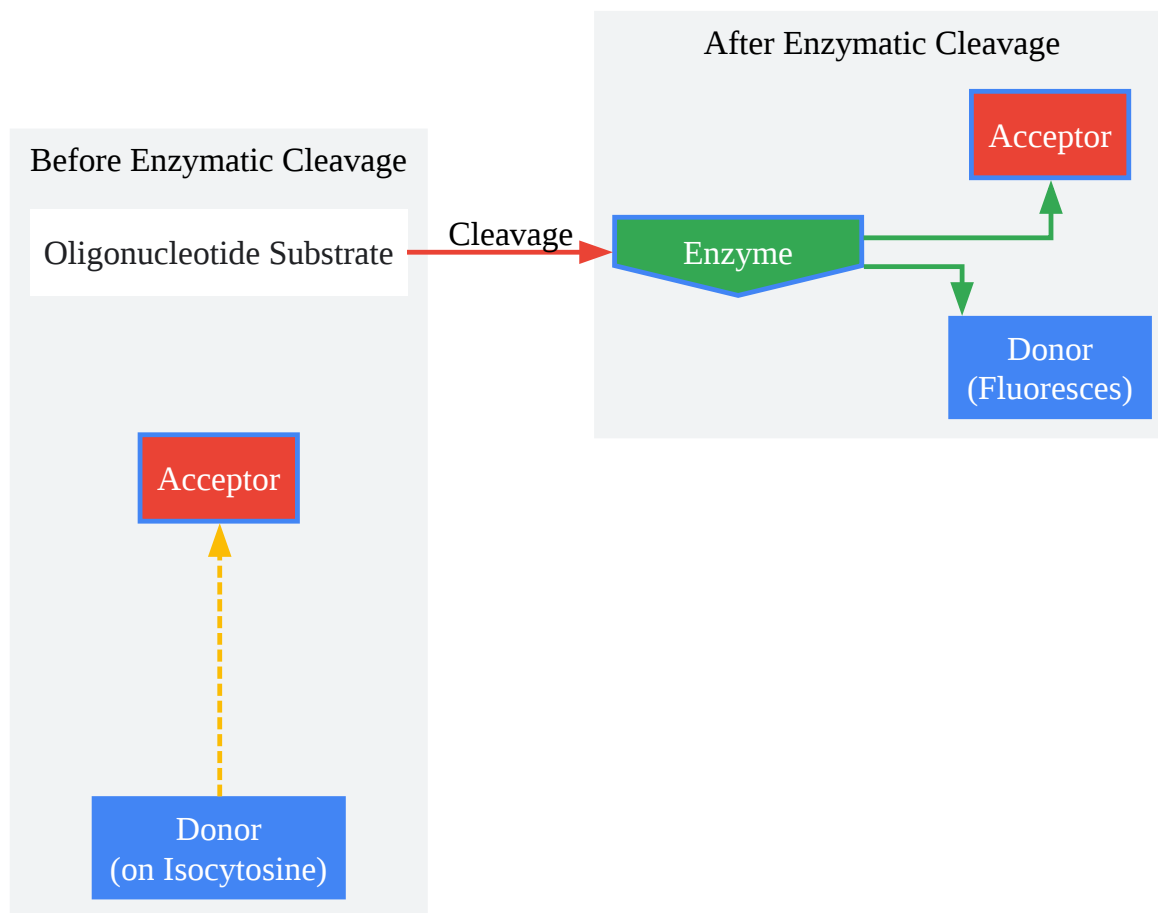 Before Enzymatic Cleavage
Oligonucleotide Substrate
Acceptor
Donor
(on Isocytosine)
Cleavage
After Enzymatic Cleavage
Enzyme
Acceptor
Donor
(Fluoresces)